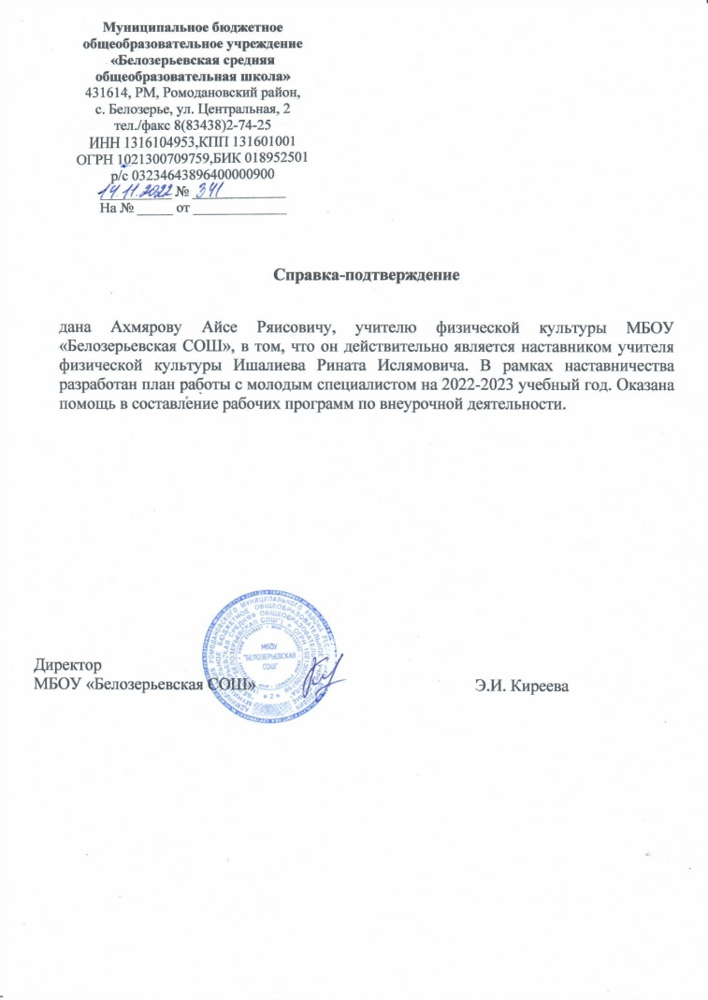 Муниципальное бюджетное
общеобразовательное учреждение
«Белозерьевская средняя
общеобразовательная школа»
431614, РМ, Ромодановский район,
с. Белозерье, ул. Центральная, 2
тел./факс 8(83438)2-74-25
ИНН 1316104953,КПП 131601001
ОГРН 1021300709759,БИК 018952501
р/с 03234643896400000900
14.11.2022 № 341
На № _____ от _____________
Справка-подтверждение
дана Ахмярову Айсе Ряисовичу, учителю физической культуры МБОУ
«Белозерьевская СОШ», в том, что он действительно является наставником учителя
физической культуры Ишалиева Рината Ислямовича. В рамках наставничества
разработан план работы с молодым специалистом на 2022-2023 учебный год. Оказана
помощь в составление рабочих программ по внеурочной деятельности.
МБОУ
"БЕЛОЗЕРЬЕВСКАЯ
СОШ"
Директор
МБОУ «Белозерьевская СОШ» Э.И. Киреева